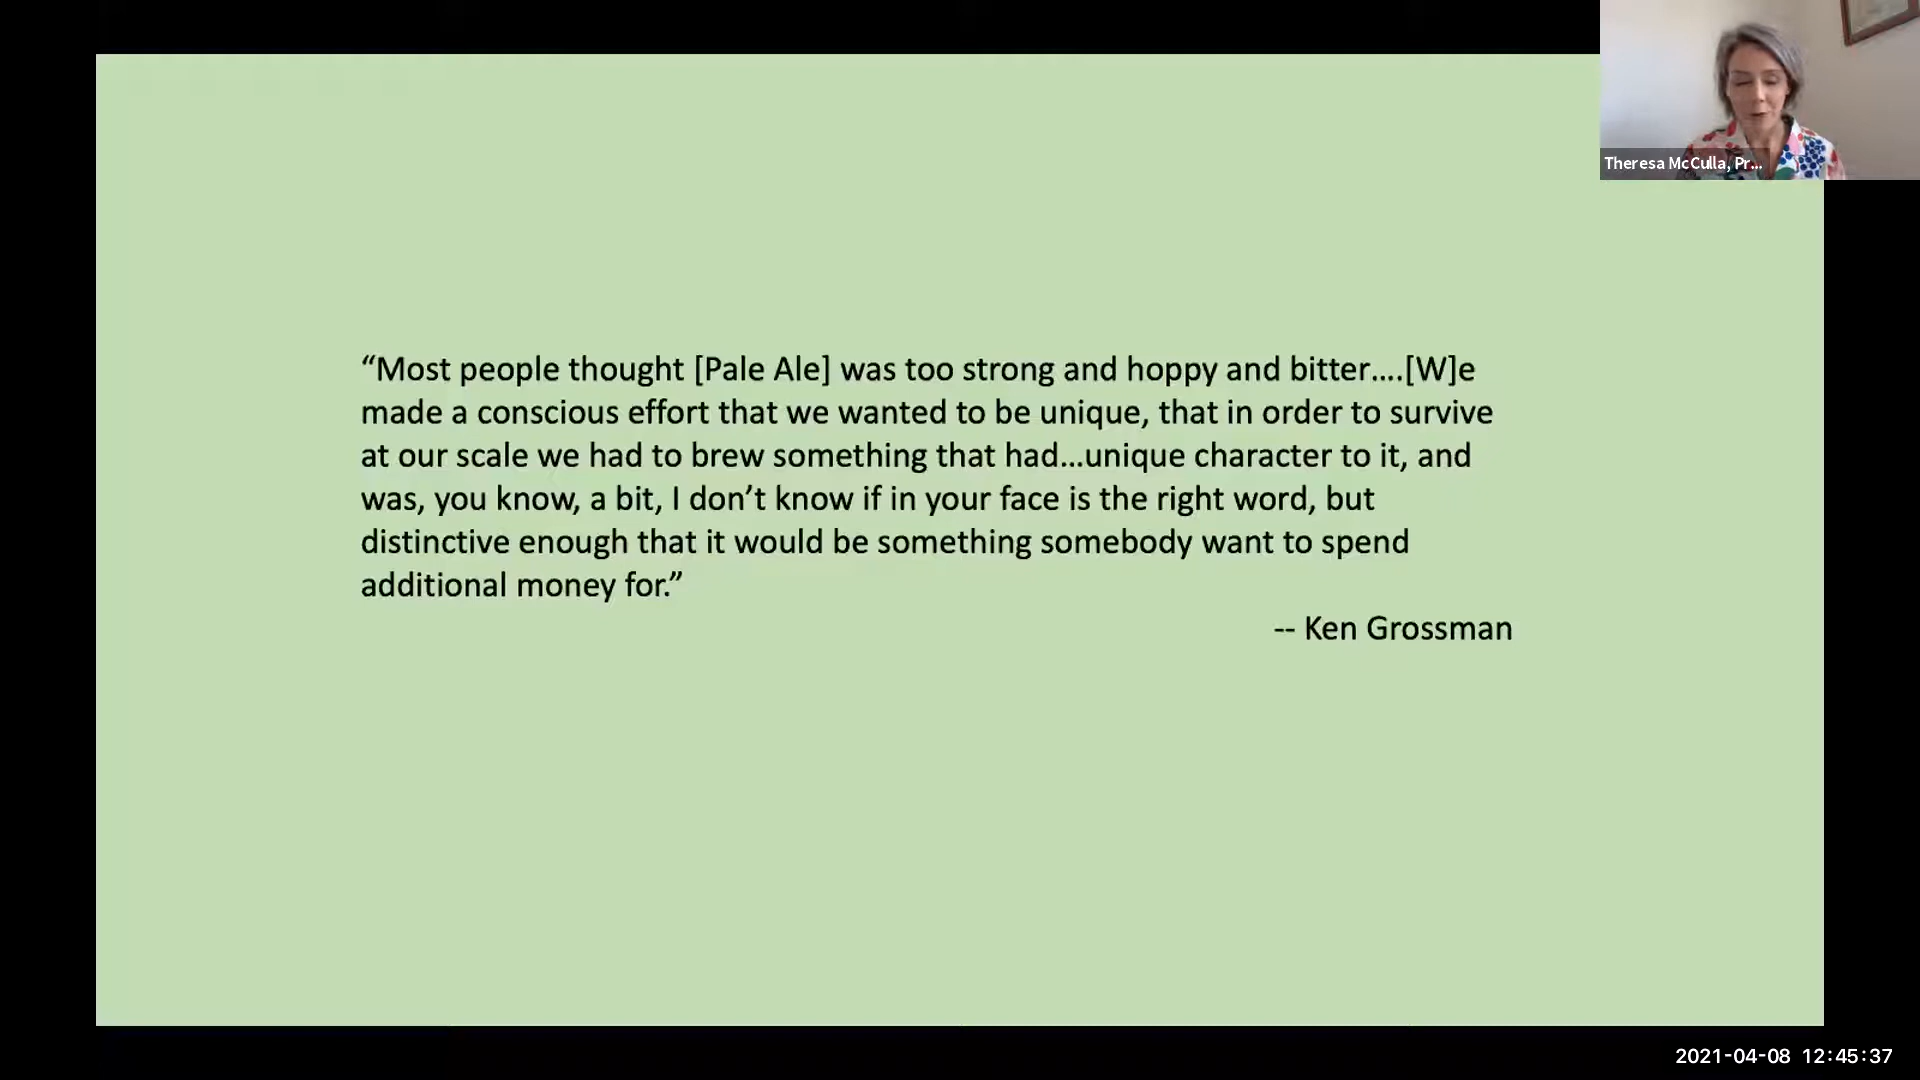 Theresa McCulla, Pr...
“Most people thought [Pale Ale] was too strong and hoppy and bitter….[W]e
made a conscious effort that we wanted to be unique, that in order to survive
at our scale we had to brew something that had…unique character to it, and
was, you know, a bit, I don’t know if in your face is the right word, but
distinctive enough that it would be something somebody want to spend
additional money for.”
-- Ken Grossman
2021-04-08 12:45:37